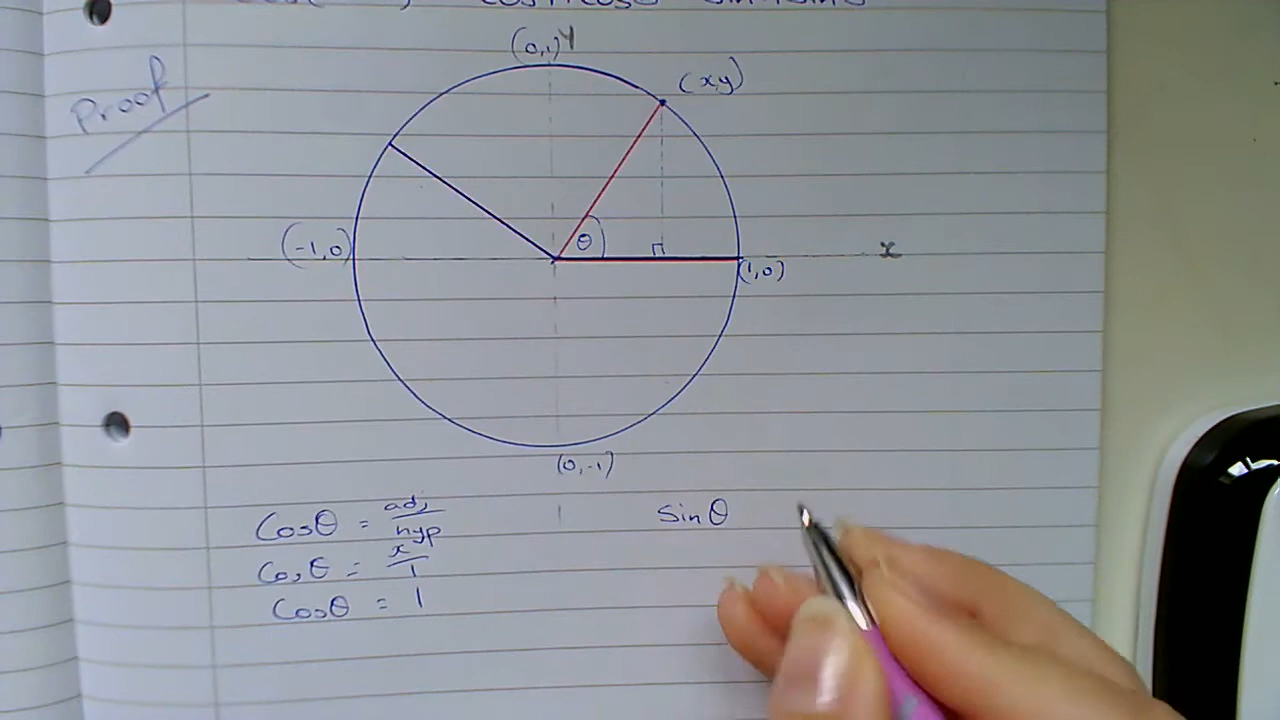 Proof
(0,1) y
(x,y)
(-1,0)
θ
x
(1,0)
(0,-1)
Cosθ = adj/hyp
Cosθ = x/1
Cosθ = 1
Sinθ